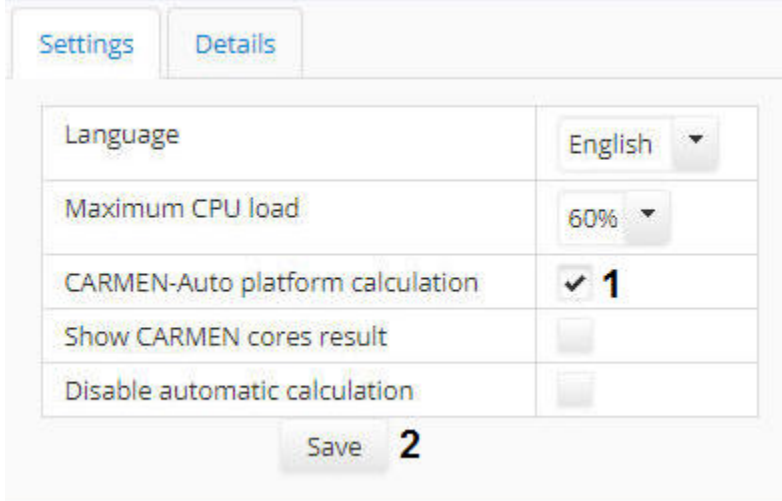 Settings Details
Language English
Maximum CPU load 60%
CARMEN-Auto platform calculation 1
Show CARMEN cores result
Disable automatic calculation
Save 2